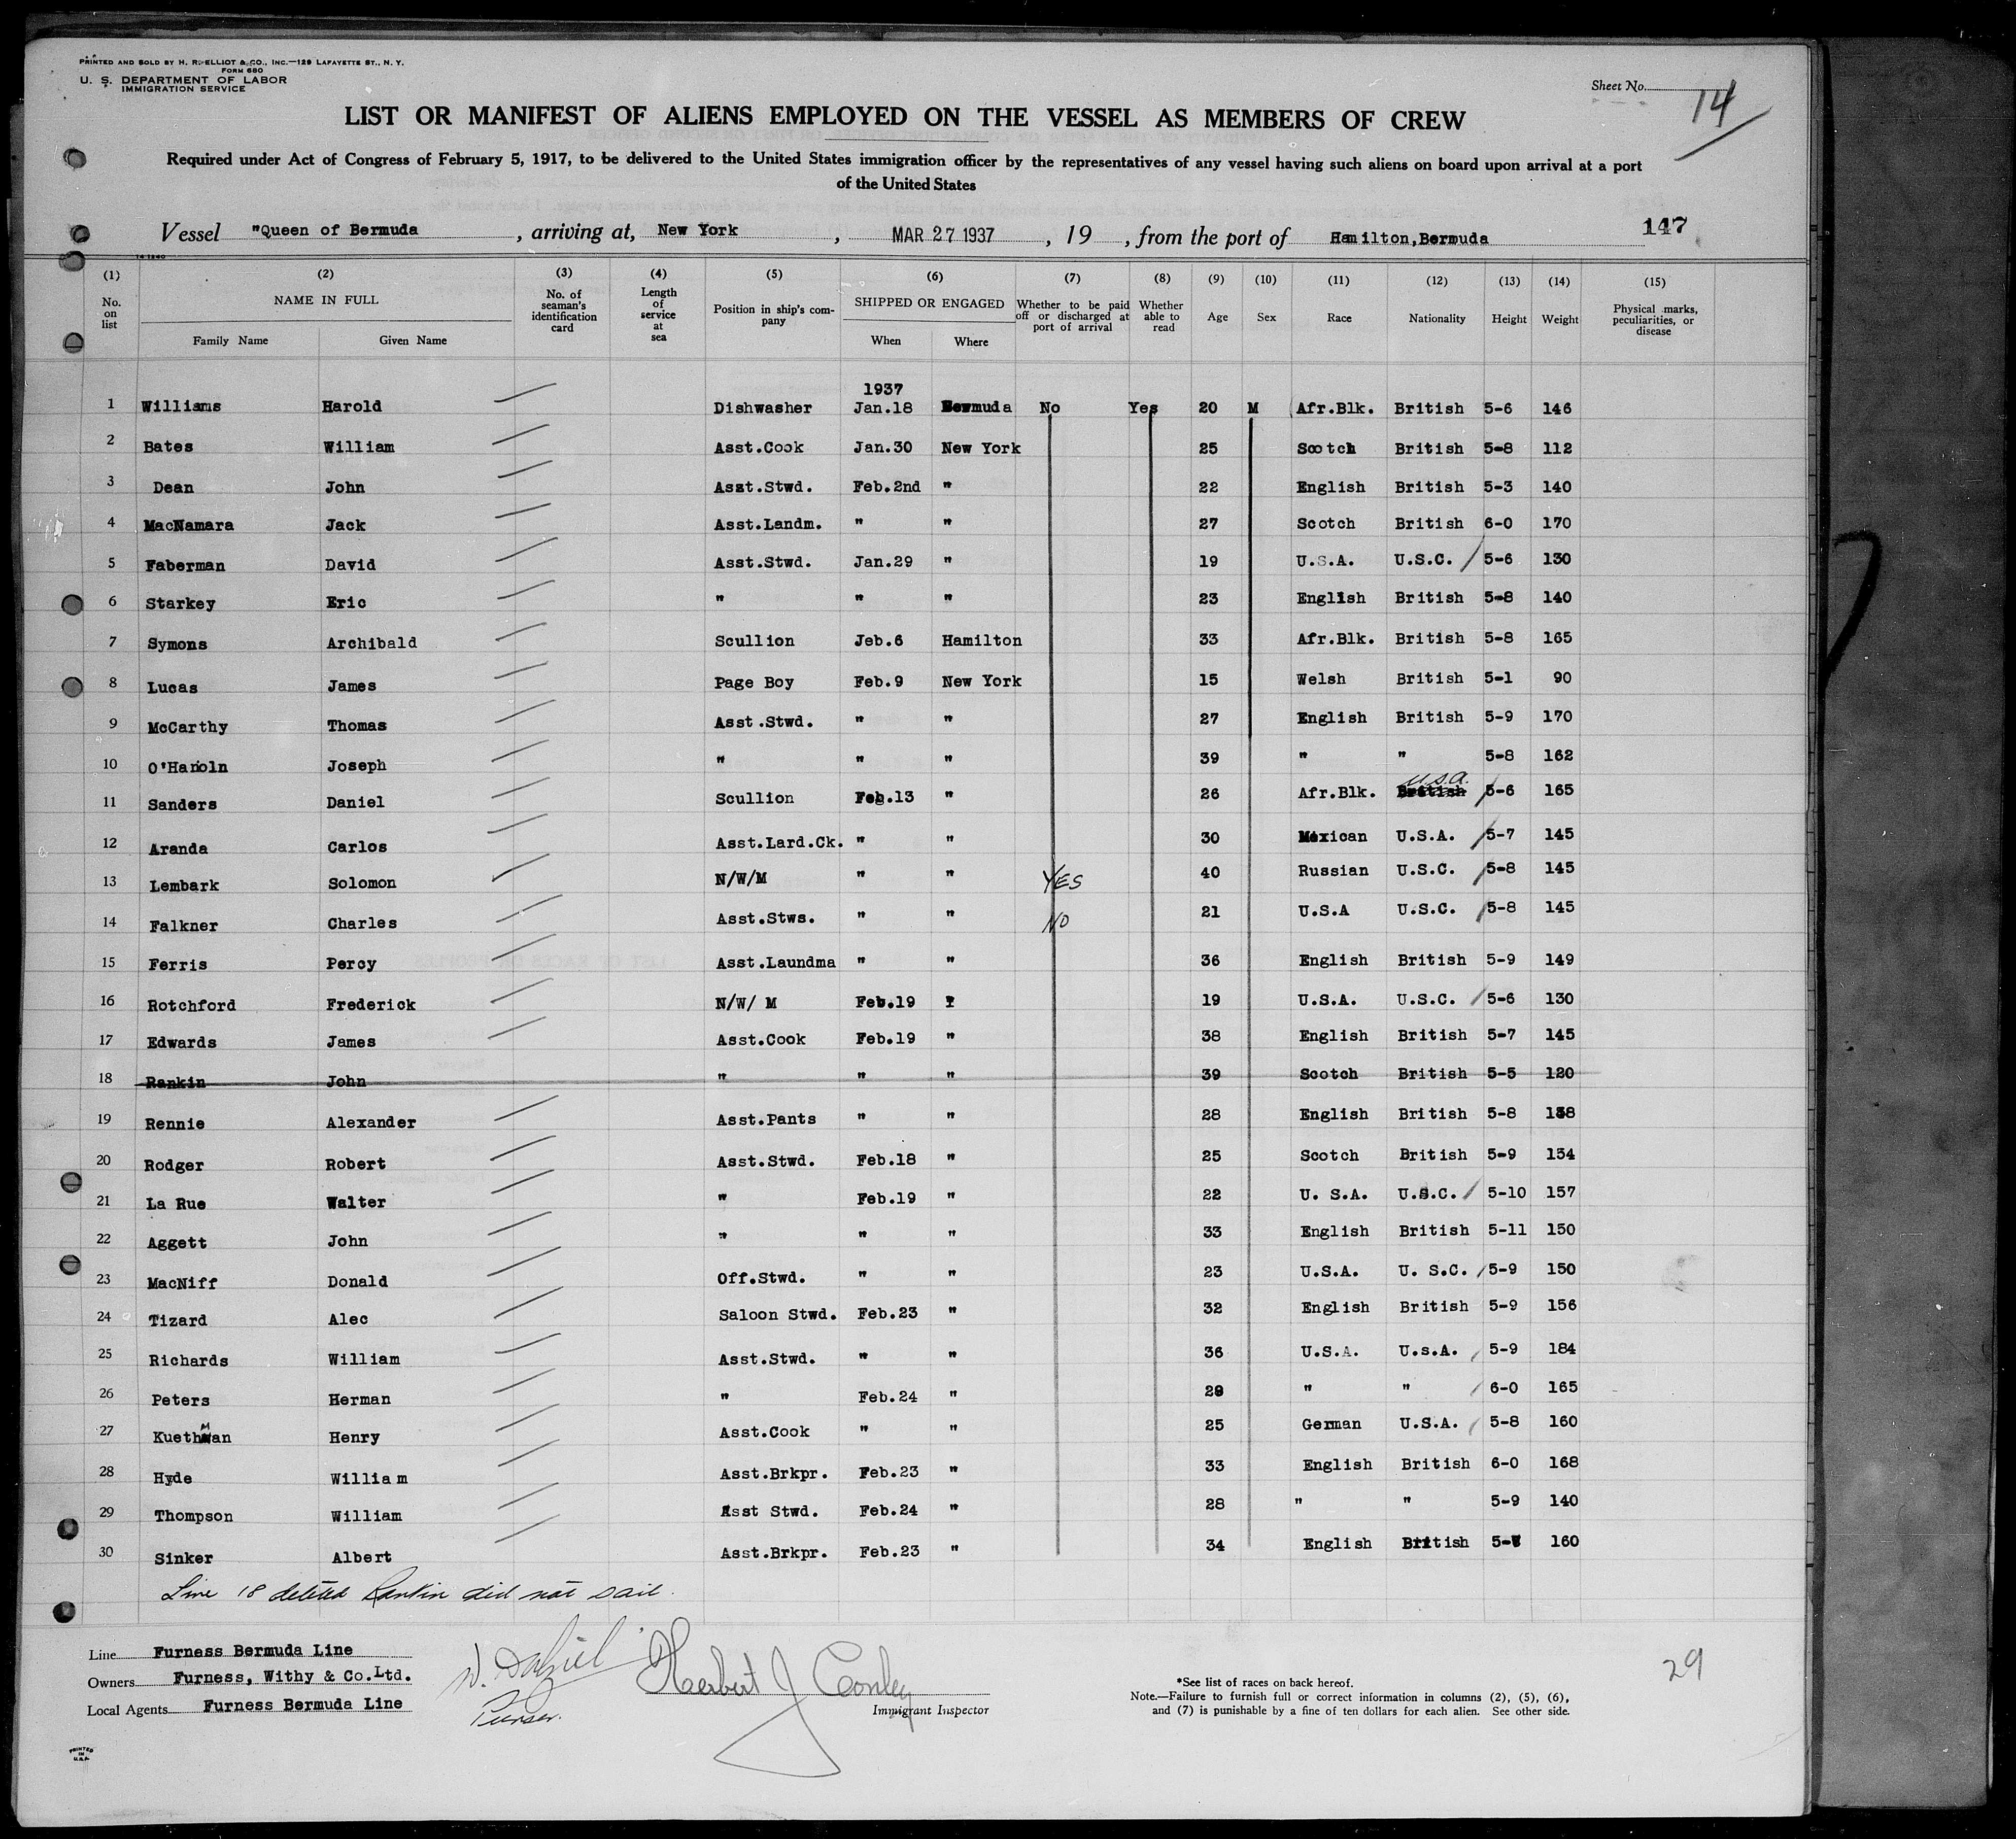 PRINTED AND SOLD BY H. R. ELLIOT & CO., INC.—129 LAFAYETTE ST., N. Y.
FORM 680
U. S. DEPARTMENT OF LABOR
IMMIGRATION SERVICE
Sheet No. 14
LIST OR MANIFEST OF ALIENS EMPLOYED ON THE VESSEL AS MEMBERS OF CREW
Required under Act of Congress of February 5, 1917, to be delivered to the United States immigration officer by the representatives of any vessel having such aliens on board upon arrival at a port
of the United States
Vessel "Queen of Bermuda, arriving at, New York, MAR 27 1937, 19 , from the port of Hamilton,Bermuda 147
(1) (2) (3) (4) (5) (6) (7) (8) (9) (10) (11) (12) (13) (14) (15)
No. on list NAME IN FULL Family Name Given Name No. of seaman's identification card Length of service at sea Position in ship's company SHIPPED OR ENGAGED When Where Whether to be paid off or discharged at port of arrival Whether able to read Age Sex Race Nationality Height Weight Physical marks, peculiarities, or disease
1937
1 Williams Harold Dishwasher Jan.18 Bermuda No Yes 20 M Afr.Blk. British 5-6 146
2 Bates William Asst.Cook Jan.30 New York 25 Scotch British 5-8 112
3 Dean John Asst.Stwd. Feb.2nd " 22 English British 5-3 140
4 MacNamara Jack Asst.Landm. " " 27 Scotch British 6-0 170
5 Faberman David Asst.Stwd. Jan.29 " 19 U.S.A. U.S.C. 5-6 130
6 Starkey Eric " " " 23 English British 5-8 140
7 Symons Archibald Scullion Jeb.6 Hamilton 33 Afr.Blk. British 5-8 165
8 Lucas James Page Boy Feb.9 New York 15 Welsh British 5-1 90
9 McCarthy Thomas Asst.Stwd. " " 27 English British 5-9 170
10 Joseph " " " 39 " " 5-8 162
11 Sanders Daniel Scullion Feb.13 " 26 Afr.Blk. British U.S.A. 5-6 165
12 Aranda Carlos Asst.Lard.Ck. " " 30 Mexican U.S.A. 5-7 145
13 Lembark Solomon N/W/M " " YES 40 Russian U.S.C. 5-8 145
14 Falkner Charles Asst.Stws. " " NO 21 U.S.A U.S.C. 5-8 145
15 Ferris Percy Asst.Laundma " " 36 English British 5-9 149
16 Rotchford Frederick N/W/ M Feb.19 19 U.S.A. U.S.C. 5-6 130
17 Edwards James Asst.Cook Feb.19 " 38 English British 5-7 145
18 Rankin John " " " 39 Scotch British 5-5 120
19 Rennie Alexander Asst.Pants " " 28 English British 5-8 138
20 Rodger Robert Asst.Stwd. Feb.18 " 25 Scotch British 5-9 134
21 La Rue Walter " Feb.19 " 22 U. S.A. U.S.C. 5-10 157
22 Aggett John " " " 33 English British 5-11 150
23 MacNiff Donald Off.Stwd. " " 23 U.S.A. U. S.C. 5-9 150
24 Tizard Alec Saloon Stwd. Feb.23 " 32 English British 5-9 156
25 Richards William Asst.Stwd. " " 36 U.S.A. U.s.A. 5-9 184
26 Peters Herman " Feb.24 " 29 " " 6-0 165
27 Kuethman Henry Asst.Cook " " 25 German U.S.A. 5-8 160
28 Hyde William Asst.Brkpr. Feb.23 " 33 English British 6-0 168
29 Thompson William Asst Stwd. Feb.24 " 28 " " 5-9 140
30 Sinker Albert Asst.Brkpr. Feb.23 " 34 English British 160
Line 18 deleted Rankin did not sail.
Line Furness Bermuda Line
Owners Furness, Withy & Co.Ltd.
Local Agents Furness Bermuda Line
Purser.
Herbert J Conley
Immigrant Inspector
29
*See list of races on back hereof.
Note.—Failure to furnish full or correct information in columns (2), (5), (6),
and (7) is punishable by a fine of ten dollars for each alien. See other side.
PRINTED
IN
U.S.A.